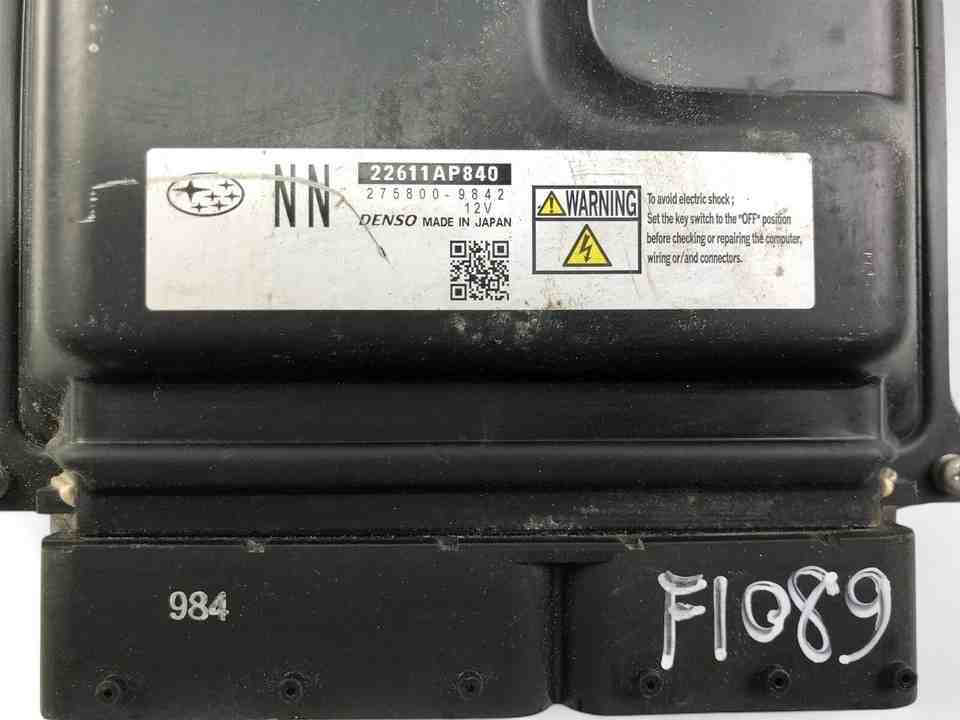 NN
22611AP840
275800-9842
12V
DENSO MADE IN JAPAN
WARNING
To avoid electric shock ;
Set the key switch to the "OFF" position
before checking or repairing the computer,
wiring or/and connectors.
984
F1089